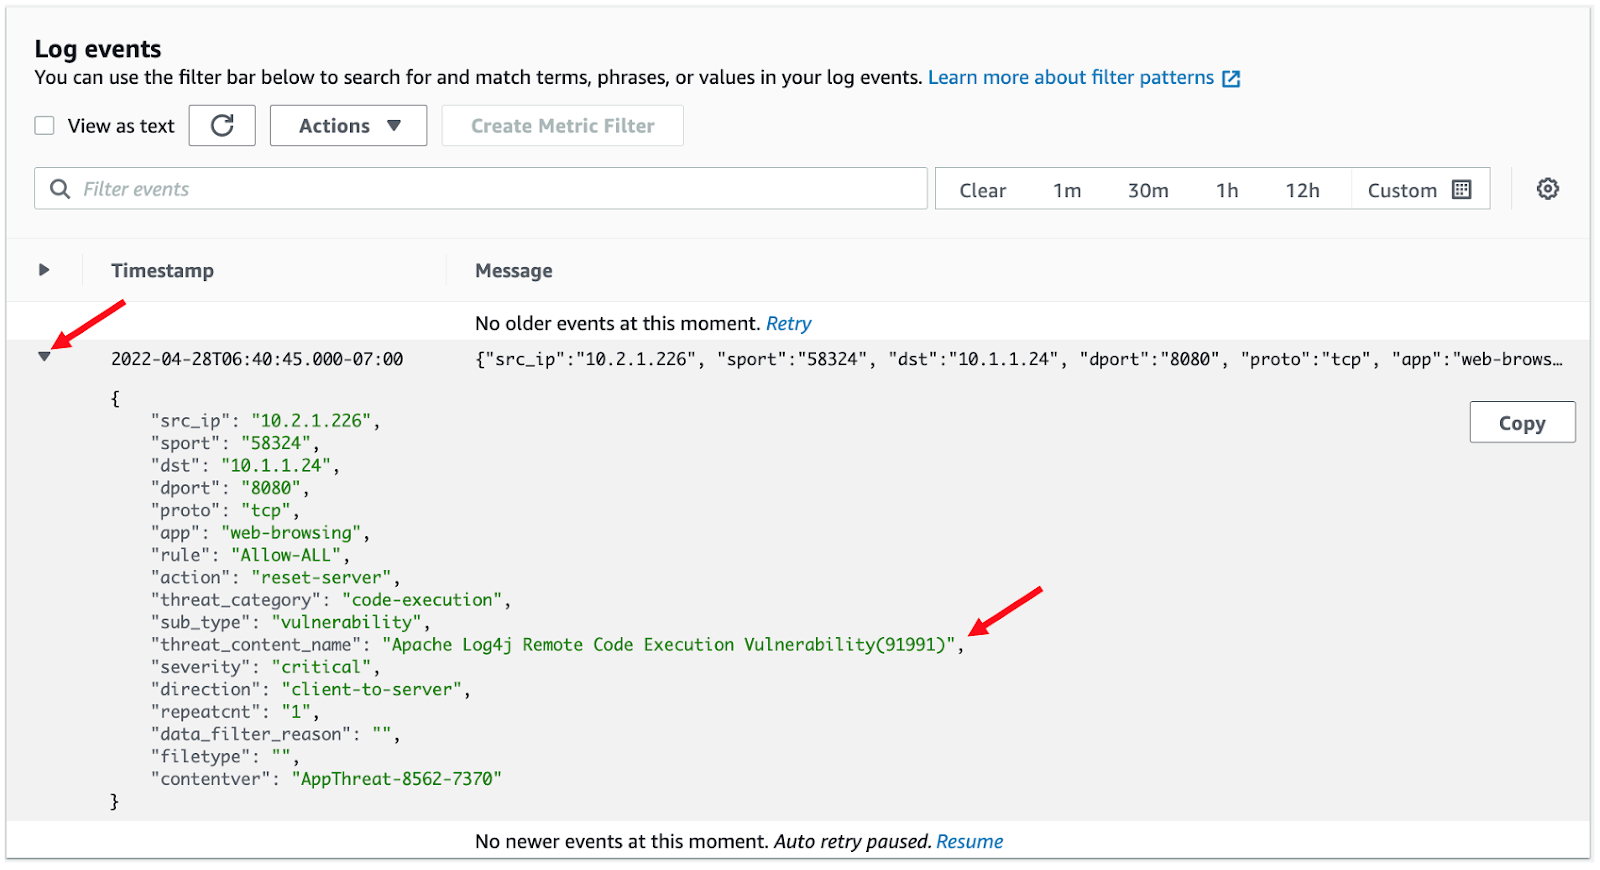 Log events
You can use the filter bar below to search for and match terms, phrases, or values in your log events. Learn more about filter patterns
View as text
Actions
Create Metric Filter
Filter events
Clear 1m 30m 1h 12h Custom
Timestamp Message
No older events at this moment. Retry
2022-04-28T06:40:45.000-07:00 {"src_ip":"10.2.1.226", "sport":"58324", "dst":"10.1.1.24", "dport":"8080", "proto":"tcp", "app":"web-brows…
{
"src_ip": "10.2.1.226",
Copy
"sport": "58324",
"dst": "10.1.1.24",
"dport": "8080",
"proto": "tcp",
"app": "web-browsing",
"rule": "Allow-ALL",
"action": "reset-server",
"threat_category": "code-execution",
"sub_type": "vulnerability",
"threat_content_name": "Apache Log4j Remote Code Execution Vulnerability(91991)",
"severity": "critical",
"direction": "client-to-server",
"repeatcnt": "1",
"data_filter_reason": "",
"filetype": "",
"contentver": "AppThreat-8562-7370"
}
No newer events at this moment. Auto retry paused. Resume